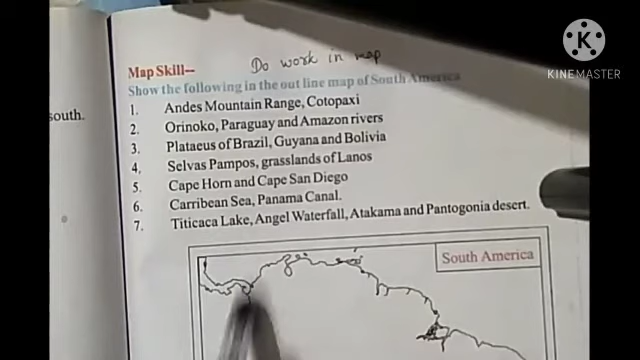 K
KINEMASTER
Do work in map
Map Skill--
Show the following in the out line map of South America
south.
1. Andes Mountain Range, Cotopaxi
2. Orinoko, Paraguay and Amazon rivers
3. Plataeus of Brazil, Guyana and Bolivia
4. Selvas Pampos, grasslands of Lanos
5. Cape Horn and Cape San Diego
6. Carribean Sea, Panama Canal.
7. Titicaca Lake, Angel Waterfall, Atakama and Pantogonia desert.
South America